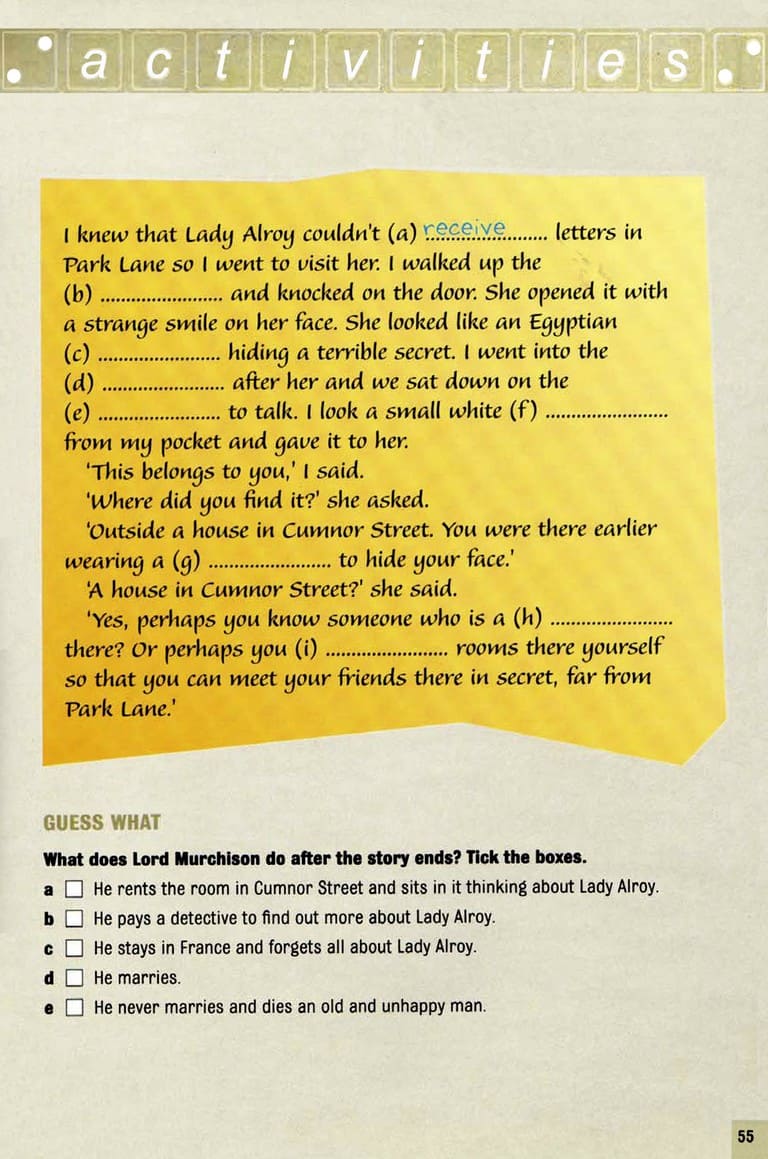 activities
I knew that Lady Alroy couldn't (a) receive ........ letters in
Park Lane so I went to visit her. I walked up the
(b) ........................ and knocked on the door. She opened it with
a strange smile on her face. She looked like an Egyptian
(c) ........................ hiding a terrible secret. I went into the
(d) ........................ after her and we sat down on the
(e) ........................ to talk. I look a small white (f) ........................
from my pocket and gave it to her.
'This belongs to you,' I said.
'Where did you find it?' she asked.
'Outside a house in Cumnor Street. You were there earlier
wearing a (g) ........................ to hide your face.'
'A house in Cumnor Street?' she said.
'Yes, perhaps you know someone who is a (h) ........................
there? Or perhaps you (i) ........................ rooms there yourself
so that you can meet your friends there in secret, far from
Park Lane.'
GUESS WHAT
What does Lord Murchison do after the story ends? Tick the boxes.
a He rents the room in Cumnor Street and sits in it thinking about Lady Alroy.
b He pays a detective to find out more about Lady Alroy.
c He stays in France and forgets all about Lady Alroy.
d He marries.
e He never marries and dies an old and unhappy man.
55